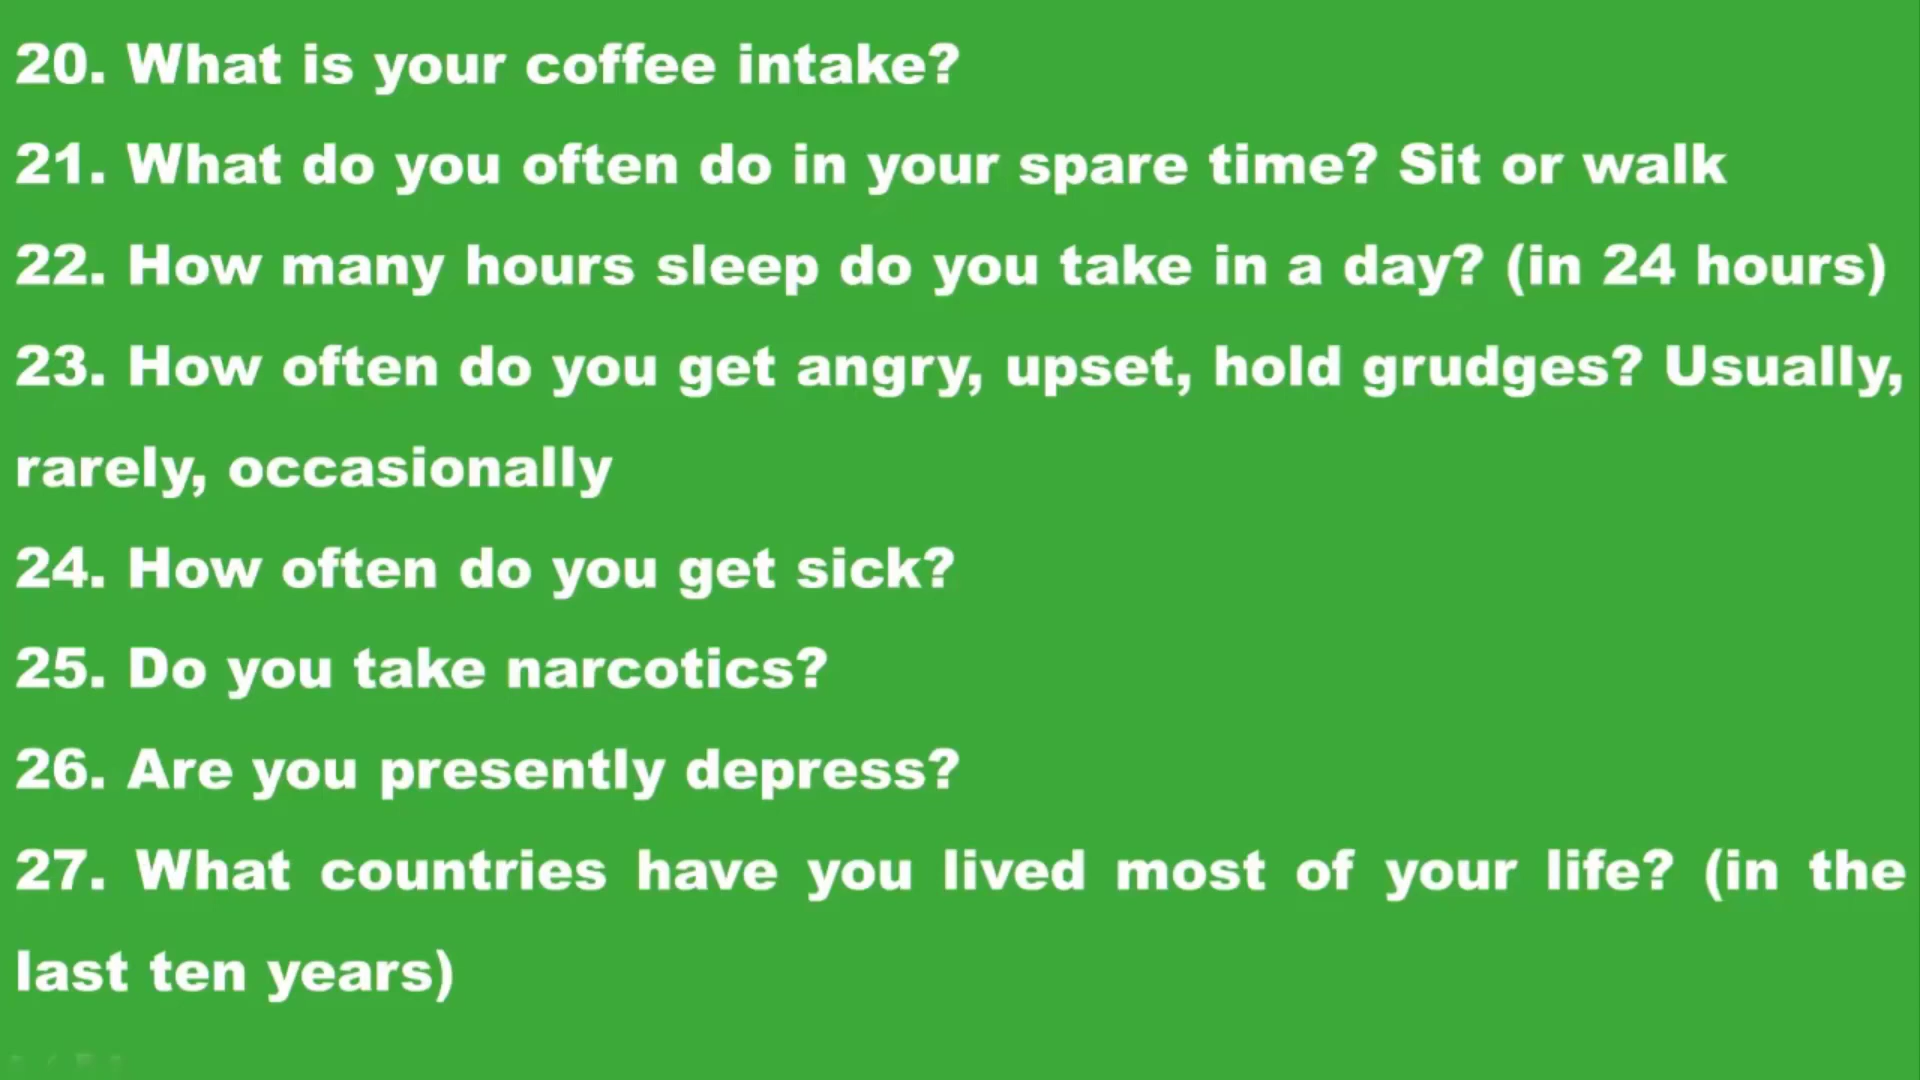 20. What is your coffee intake?
21. What do you often do in your spare time? Sit or walk
22. How many hours sleep do you take in a day? (in 24 hours)
23. How often do you get angry, upset, hold grudges? Usually,
rarely, occasionally
24. How often do you get sick?
25. Do you take narcotics?
26. Are you presently depress?
27. What countries have you lived most of your life? (in the
last ten years)